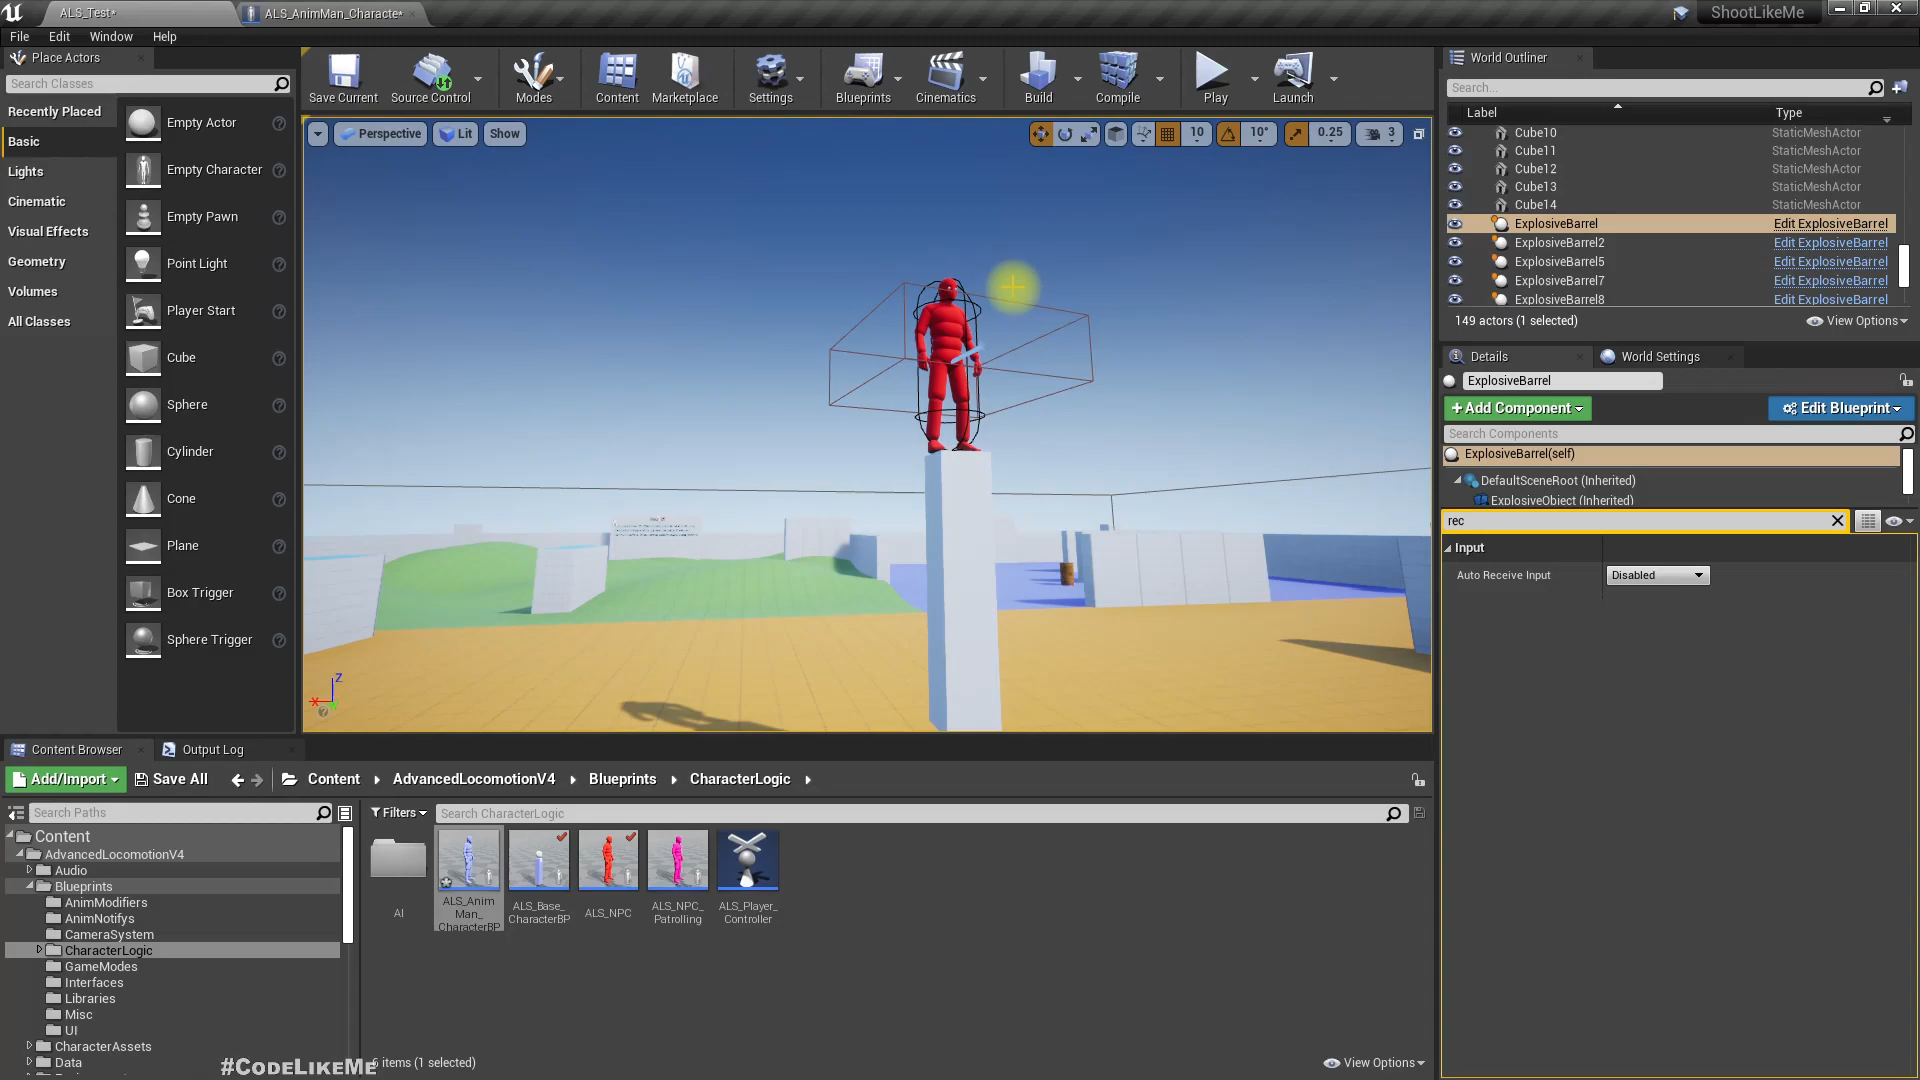 ALS_Test*
ALS_AnimMan_Characte*
ShootLikeMe
File Edit Window Help
Place Actors
Search Classes
Recently Placed
Basic
Lights
Cinematic
Visual Effects
Geometry
Volumes
All Classes
Empty Actor
Empty Character
Empty Pawn
Point Light
Player Start
Cube
Sphere
Cylinder
Cone
Plane
Box Trigger
Sphere Trigger
Save Current
Source Control
Modes
Content
Marketplace
Settings
Blueprints
Cinematics
Build
Compile
Play
Launch
Perspective Lit Show
10 10° 0.25 3
Z
X
World Outliner
Search...
Label Type
Cube10 StaticMeshActor
Cube11 StaticMeshActor
Cube12 StaticMeshActor
Cube13 StaticMeshActor
Cube14 StaticMeshActor
ExplosiveBarrel Edit ExplosiveBarrel
ExplosiveBarrel2 Edit ExplosiveBarrel
ExplosiveBarrel5 Edit ExplosiveBarrel
ExplosiveBarrel7 Edit ExplosiveBarrel
ExplosiveBarrel8 Edit ExplosiveBarrel
149 actors (1 selected)
View Options
Details World Settings
ExplosiveBarrel
+Add Component Edit Blueprint
Search Components
ExplosiveBarrel(self)
DefaultSceneRoot (Inherited)
ExplosiveObject (Inherited)
rec
Input
Auto Receive Input Disabled
Content Browser Output Log
Add/Import Save All Content AdvancedLocomotionV4 Blueprints CharacterLogic
Search Paths
Filters Search CharacterLogic
Content
AdvancedLocomotionV4
Audio
Blueprints
AnimModifiers
AnimNotifys
CameraSystem
CharacterLogic
GameModes
Interfaces
Libraries
Misc
UI
CharacterAssets
Data
AI
ALS_Anim
Man_
CharacterBP
ALS_Base_
CharacterBP
ALS_NPC
ALS_NPC_
Patrolling
ALS_Player_
Controller
#CodeLikeMe
items (1 selected)
View Options